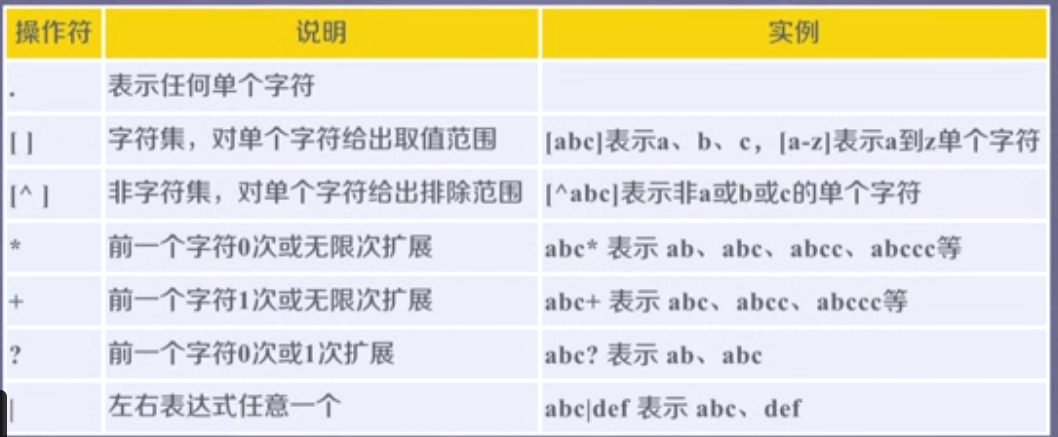 操作符 说明 实例
. 表示任何单个字符
[ ] 字符集，对单个字符给出取值范围 [abc]表示a、b、c，[a-z]表示a到z单个字符
[^ ] 非字符集，对单个字符给出排除范围 [^abc]表示非a或b或c的单个字符
* 前一个字符0次或无限次扩展 abc* 表示 ab、abc、abcc、abccc等
+ 前一个字符1次或无限次扩展 abc+ 表示 abc、abcc、abccc等
? 前一个字符0次或1次扩展 abc? 表示 ab、abc
| 左右表达式任意一个 abc|def 表示 abc、def